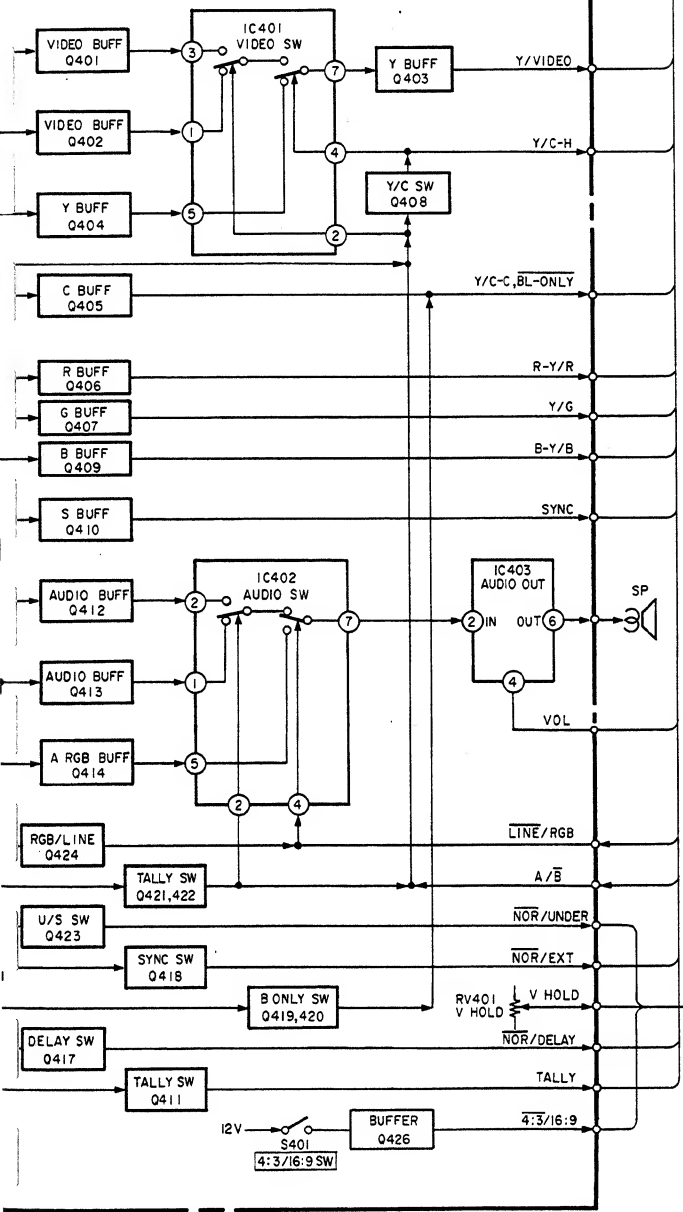 IC401
VIDEO SW
VIDEO BUFF
Q401
3
7
Y BUFF
Q403
Y/VIDEO
VIDEO BUFF
Q402
1
4
Y/C-H
Y/C SW
Q408
Y BUFF
Q404
5
2
C BUFF
Q405
Y/C-C,BL-ONLY
R BUFF
Q406
R-Y/R
G BUFF
Q407
Y/G
B BUFF
Q409
B-Y/B
S BUFF
Q410
SYNC
IC402
AUDIO SW
IC403
AUDIO OUT
AUDIO BUFF
Q412
2
7
2 IN
OUT 6
SP
AUDIO BUFF
Q413
1
4
VOL
A RGB BUFF
Q414
5
2
4
RGB/LINE
Q424
LINE/RGB
TALLY SW
Q421,422
A/B
U/S SW
Q423
NOR/UNDER
SYNC SW
Q418
NOR/EXT
B ONLY SW
Q419,420
RV401
V HOLD
V HOLD
DELAY SW
Q417
NOR/DELAY
TALLY SW
Q411
TALLY
12V
S401
4:3/16:9 SW
BUFFER
Q426
4:3/16:9